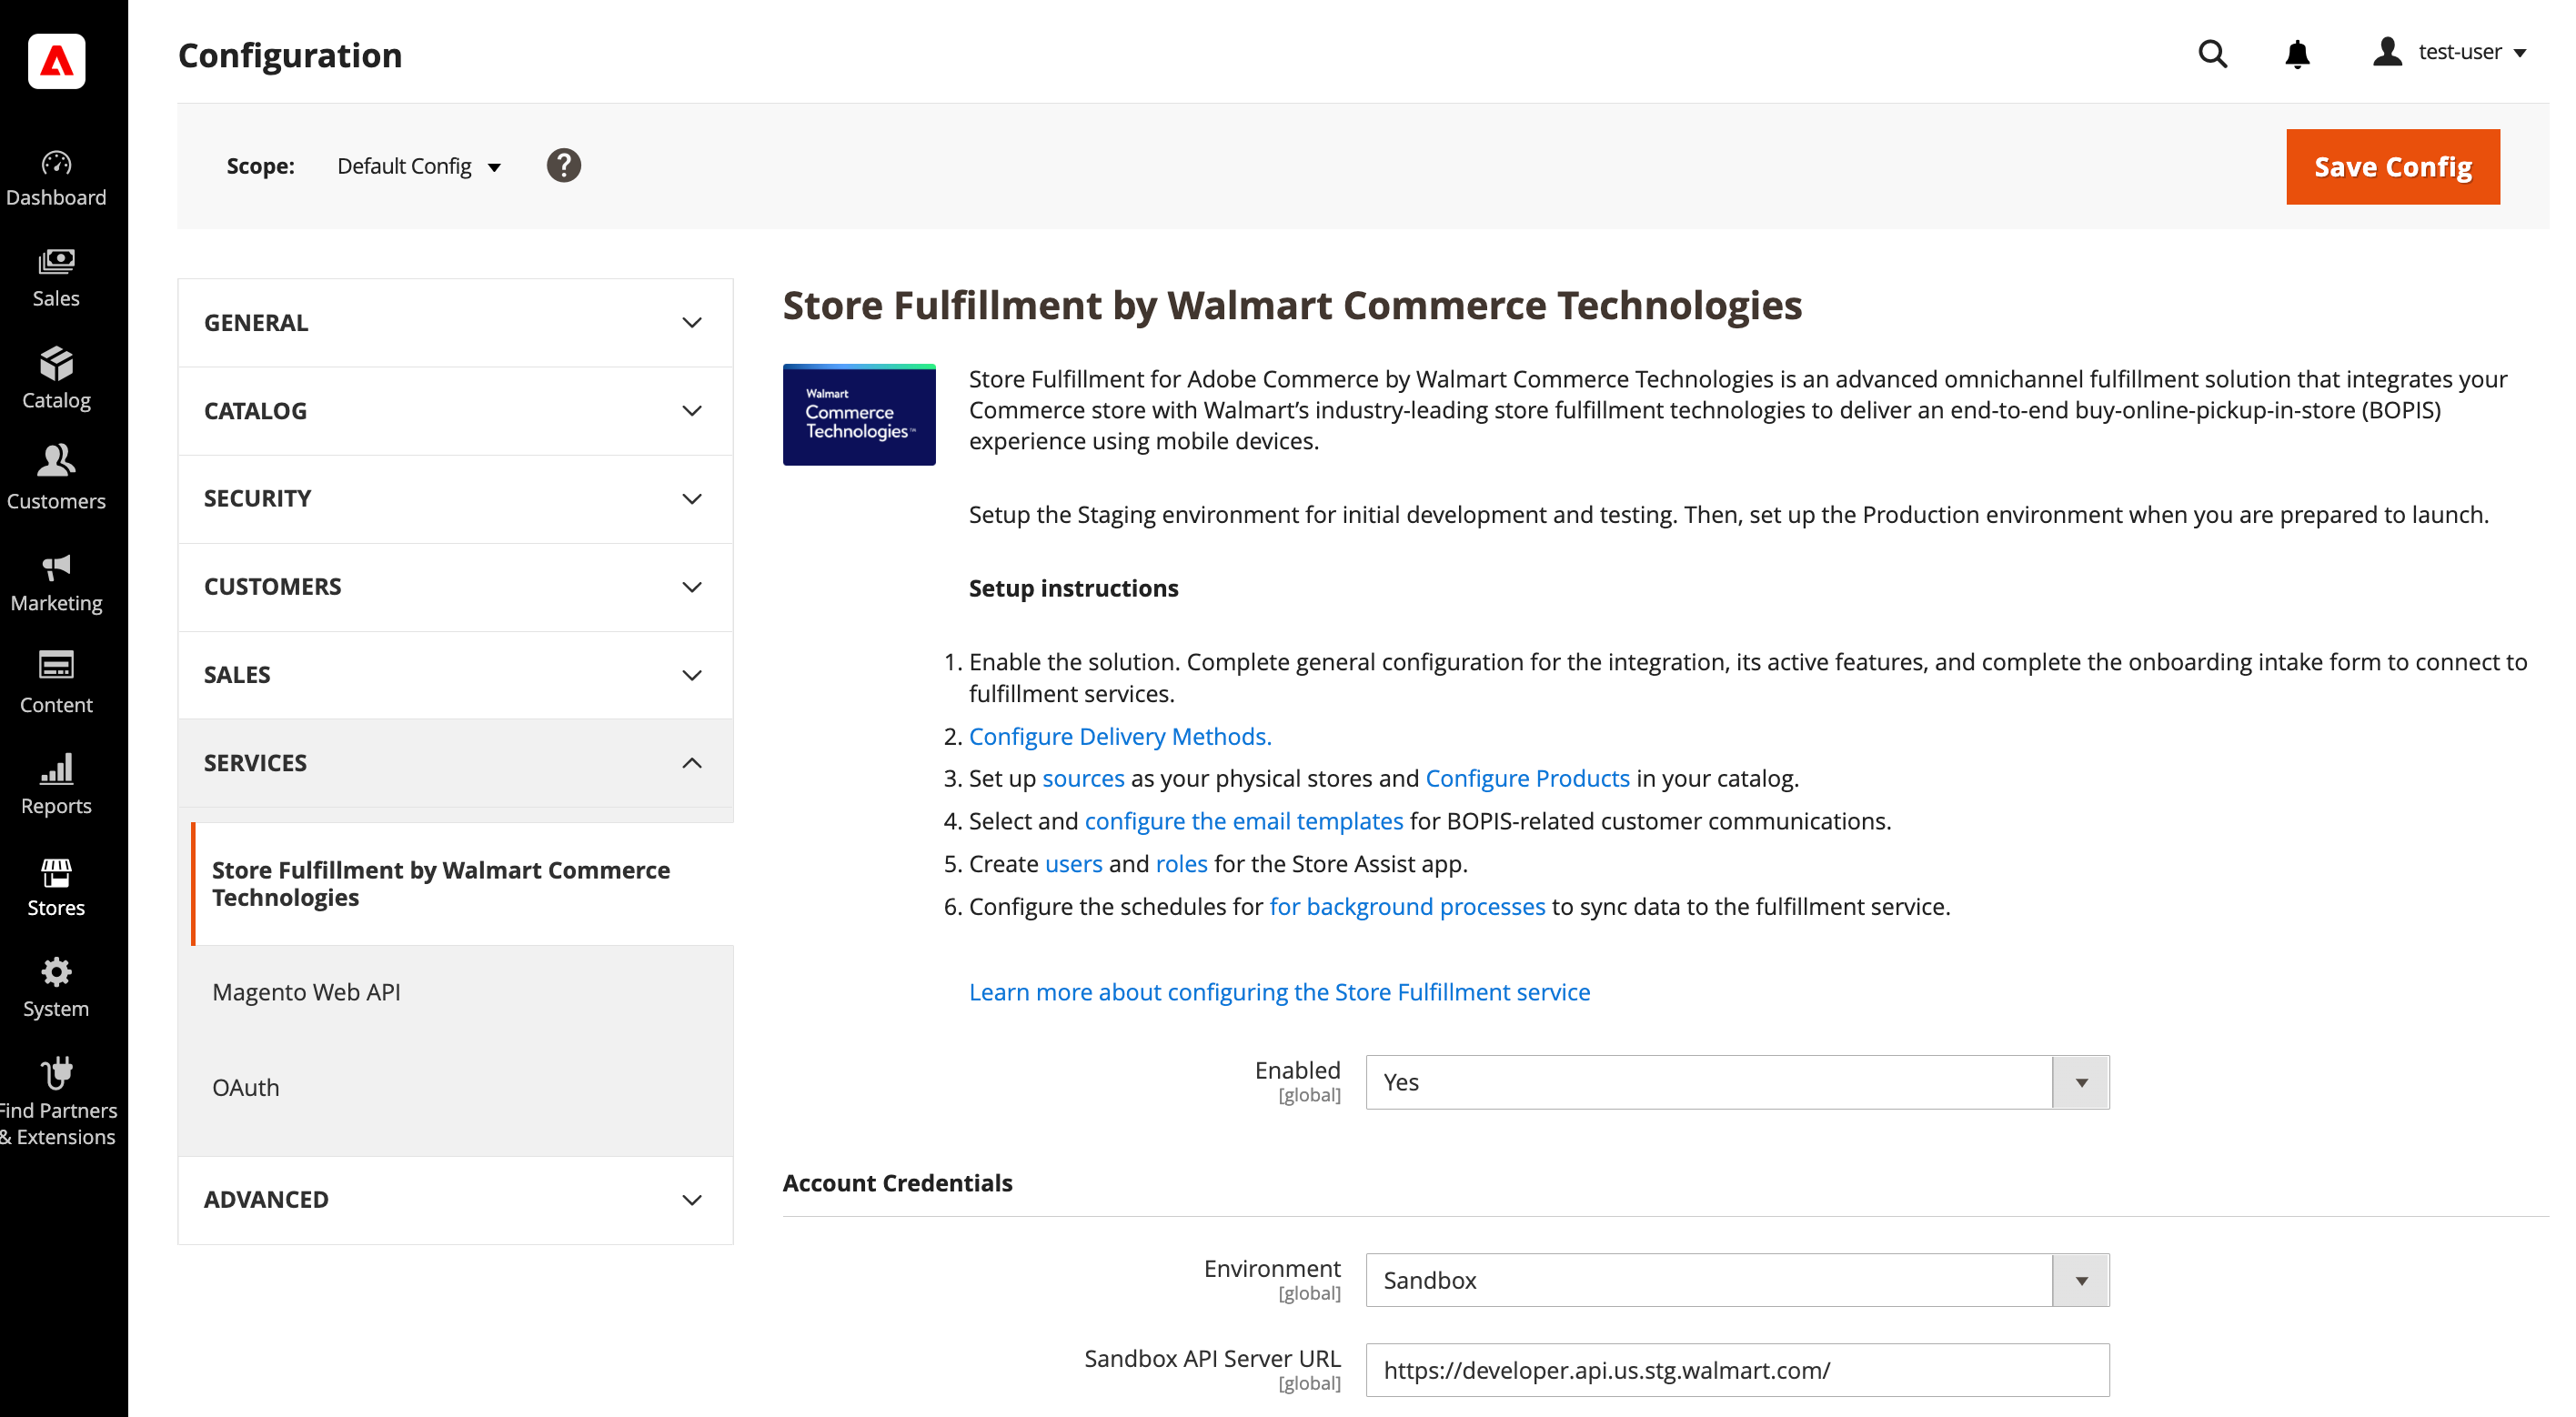 Configuration
test-user
Scope:
Default Config
?
Save Config
Dashboard
Sales
Catalog
Customers
Marketing
Content
Reports
Stores
System
Find Partners
& Extensions
GENERAL
CATALOG
SECURITY
CUSTOMERS
SALES
SERVICES
Store Fulfillment by Walmart Commerce
Technologies
Magento Web API
OAuth
ADVANCED
Store Fulfillment by Walmart Commerce Technologies
Walmart
Commerce
Technologies™
Store Fulfillment for Adobe Commerce by Walmart Commerce Technologies is an advanced omnichannel fulfillment solution that integrates your
Commerce store with Walmart’s industry-leading store fulfillment technologies to deliver an end-to-end buy-online-pickup-in-store (BOPIS)
experience using mobile devices.
Setup the Staging environment for initial development and testing. Then, set up the Production environment when you are prepared to launch.
Setup instructions
1. Enable the solution. Complete general configuration for the integration, its active features, and complete the onboarding intake form to connect to
fulfillment services.
2. Configure Delivery Methods.
3. Set up sources as your physical stores and Configure Products in your catalog.
4. Select and configure the email templates for BOPIS-related customer communications.
5. Create users and roles for the Store Assist app.
6. Configure the schedules for for background processes to sync data to the fulfillment service.
Learn more about configuring the Store Fulfillment service
Enabled
[global]
Yes
Account Credentials
Environment
[global]
Sandbox
Sandbox API Server URL
[global]
https://developer.api.us.stg.walmart.com/